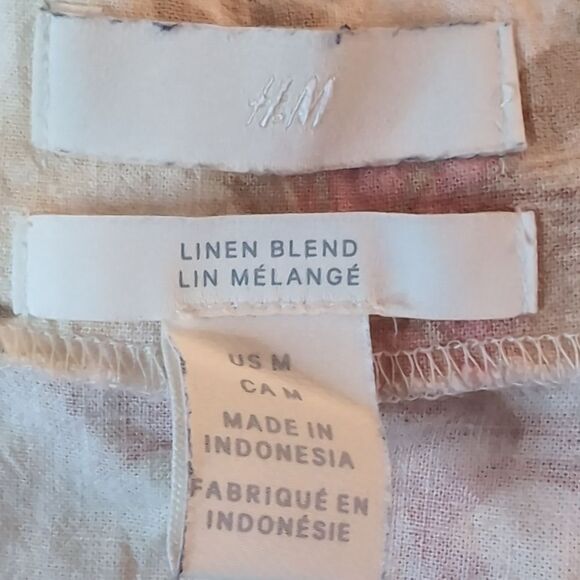 H&M
LINEN BLEND
LIN MÉLANGÉ
US M
CA M
MADE IN
INDONESIA
FABRIQUÉ EN
INDONÉSIE